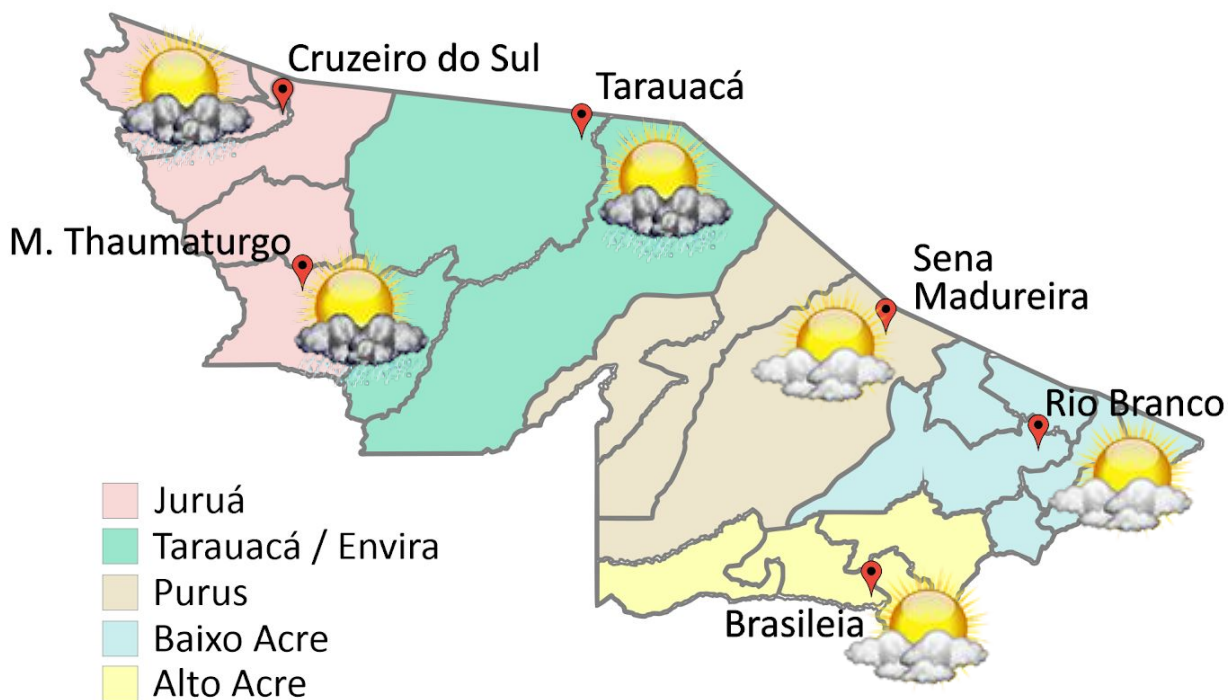 Cruzeiro do Sul
Tarauacá
M. Thaumaturgo
Sena
Madureira
Rio Branco
Brasileia
Juruá
Tarauacá / Envira
Purus
Baixo Acre
Alto Acre